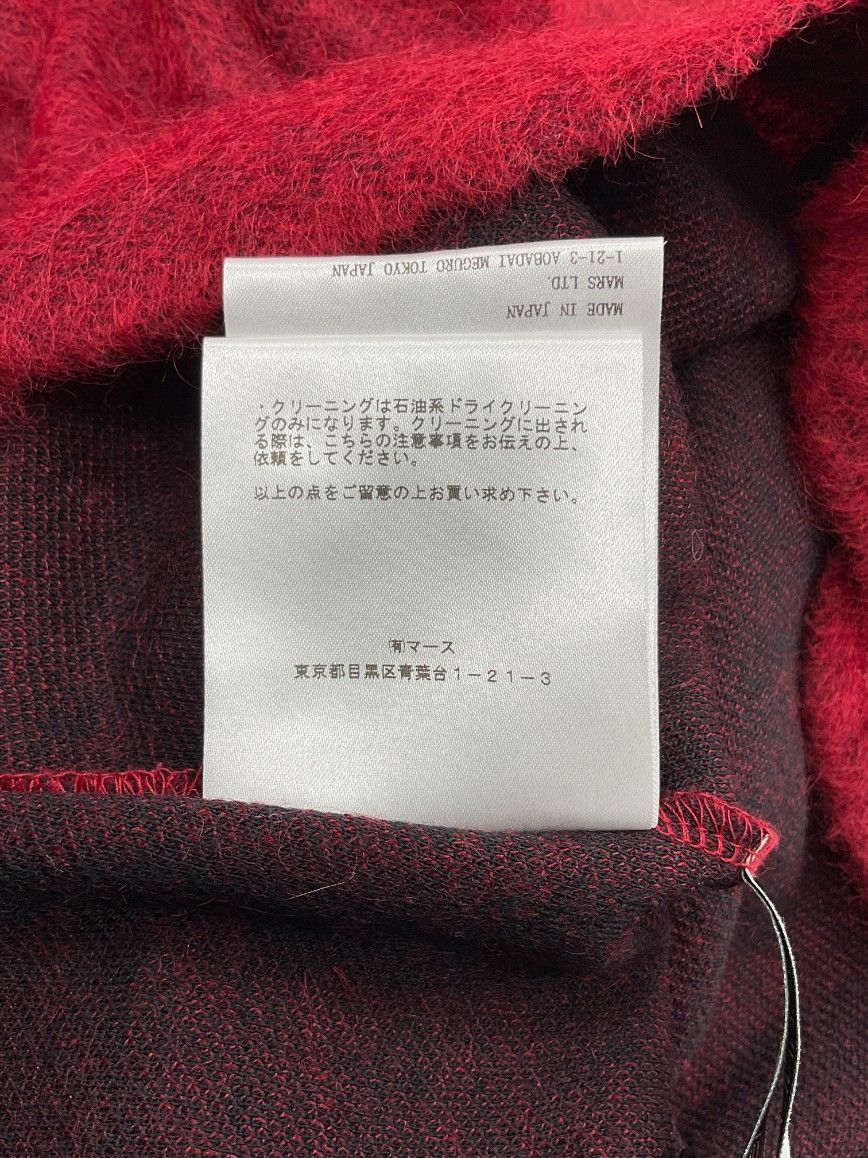 1-21-3 AOBADAI MEGURO TOKYO JAPAN
MARS LTD.
MADE IN JAPAN
・クリーニングは石油系ドライクリーニン
グのみになります。クリーニングに出され
る際は、こちらの注意事項をお伝えの上、
依頼をしてください。
以上の点をご留意の上お買い求め下さい。
㈲マース
東京都目黒区青葉台1－21－3